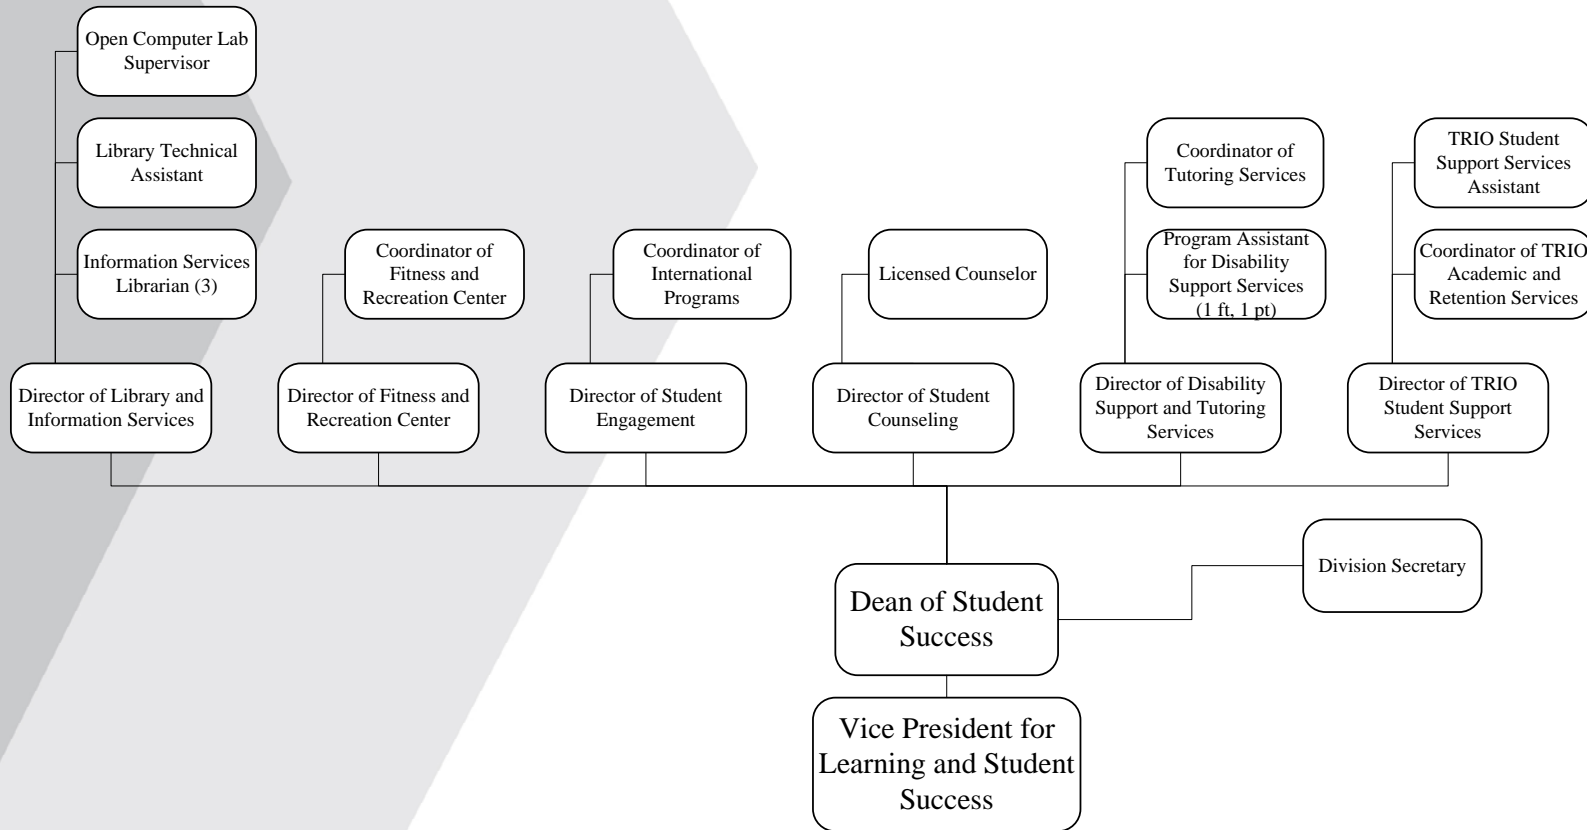 Open Computer Lab
Supervisor
Library Technical
Assistant
Coordinator of
Tutoring Services
TRIO Student
Support Services
Assistant
Information Services
Librarian (3)
Coordinator of
Fitness and
Recreation Center
Coordinator of
International
Programs
Licensed Counselor
Program Assistant
for Disability
Support Services
(1 ft, 1 pt)
Coordinator of TRIO
Academic and
Retention Services
Director of Library and
Information Services
Director of Fitness and
Recreation Center
Director of Student
Engagement
Director of Student
Counseling
Director of Disability
Support and Tutoring
Services
Director of TRIO
Student Support
Services
Division Secretary
Dean of Student
Success
Vice President for
Learning and Student
Success